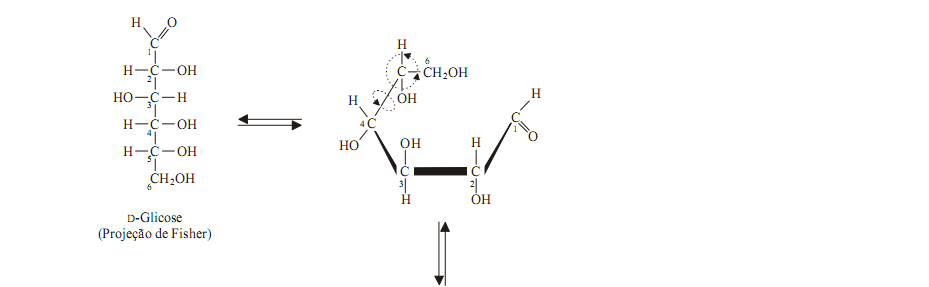 H O
C
1
H–C–OH
2
HO–C–H
3
H–C–OH
4
H–C–OH
5
CH₂OH
6
D-Glicose
(Projeção de Fisher)
H
6
C–CH₂OH
OH
H
4 C
HO
OH
C
3
H
H
C
2
OH
H
C
1
O